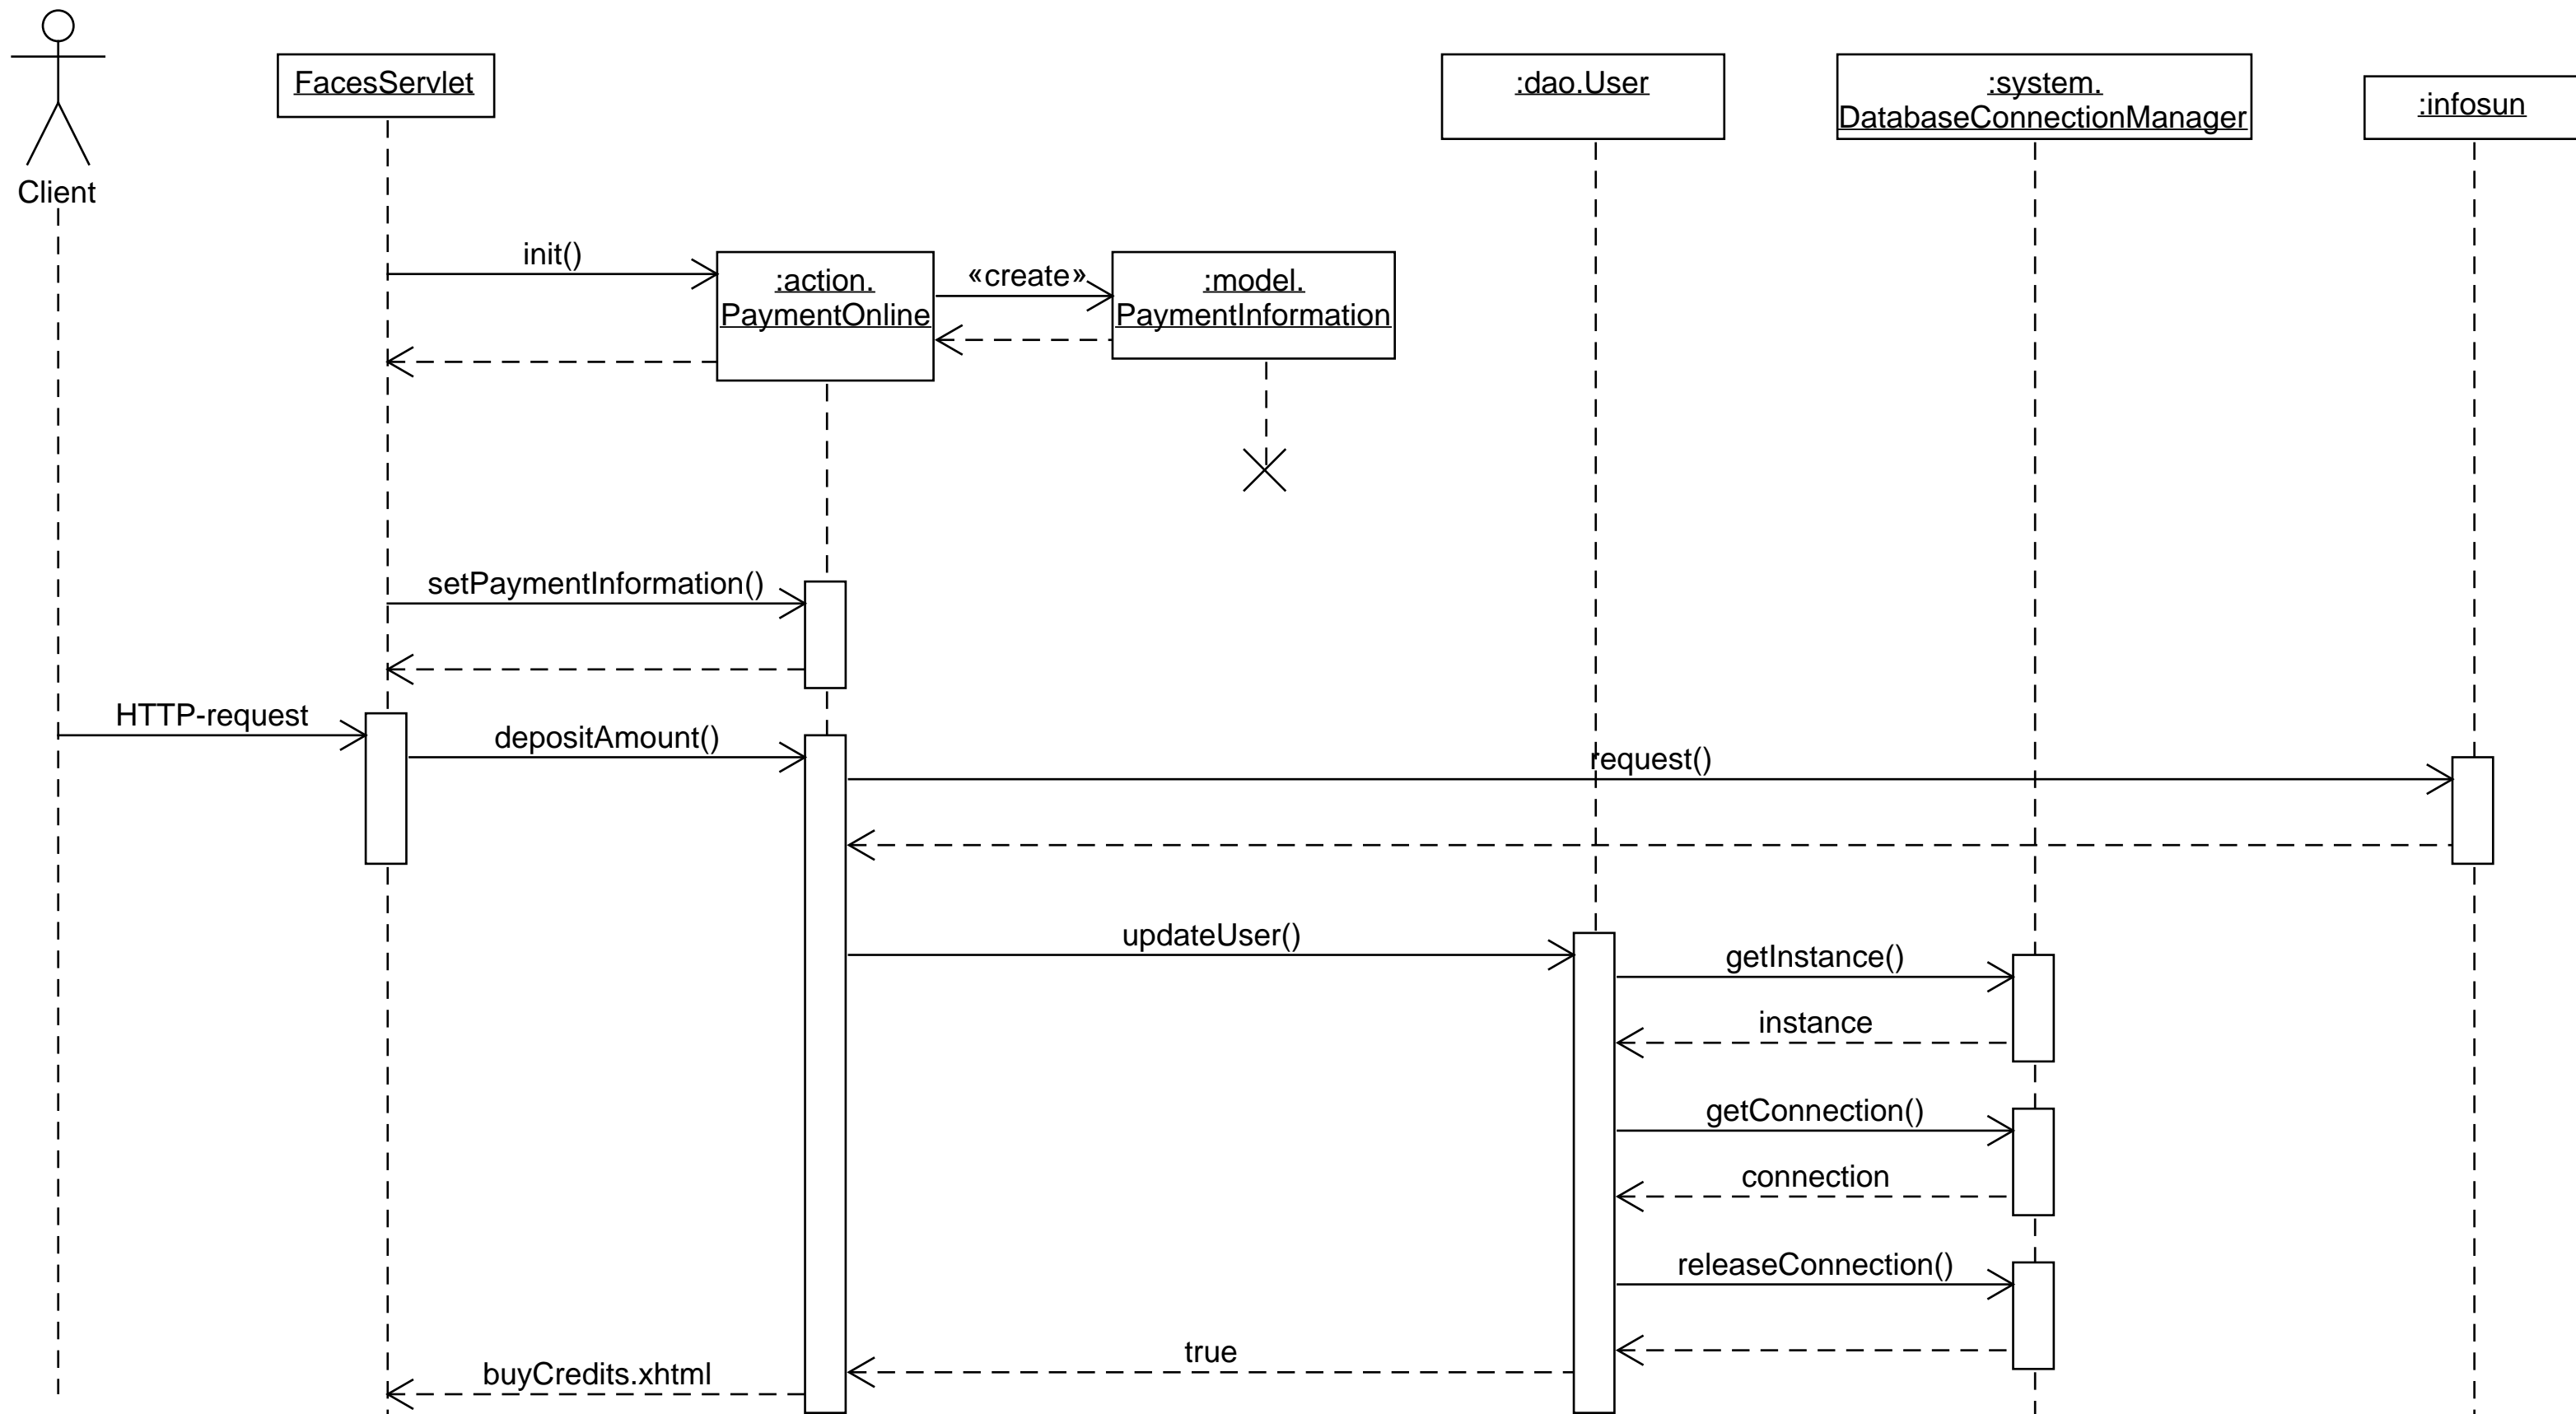 Client
FacesServlet
:dao.User
:system.
DatabaseConnectionManager
:infosun
init()
:action.
PaymentOnline
«create»
:model.
PaymentInformation
setPaymentInformation()
HTTP-request
depositAmount()
request()
updateUser()
getInstance()
instance
getConnection()
connection
releaseConnection()
true
buyCredits.xhtml